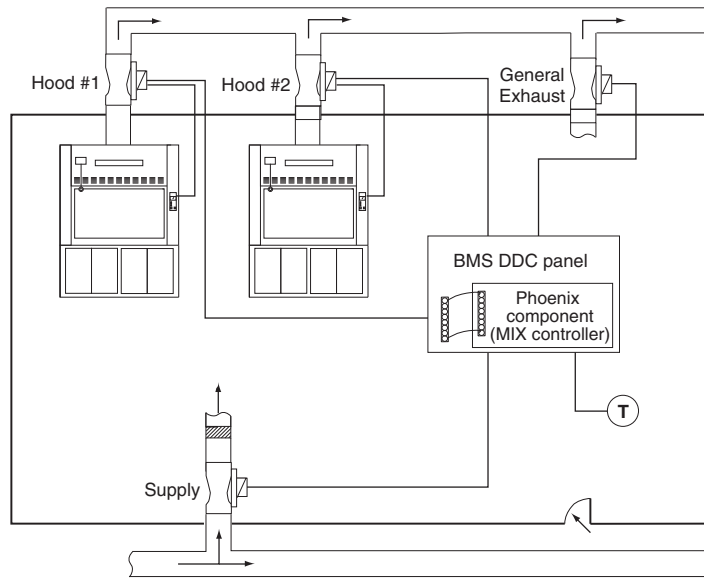 Hood #1
Hood #2
General
Exhaust
BMS DDC panel
Phoenix
component
(MIX controller)
T
Supply